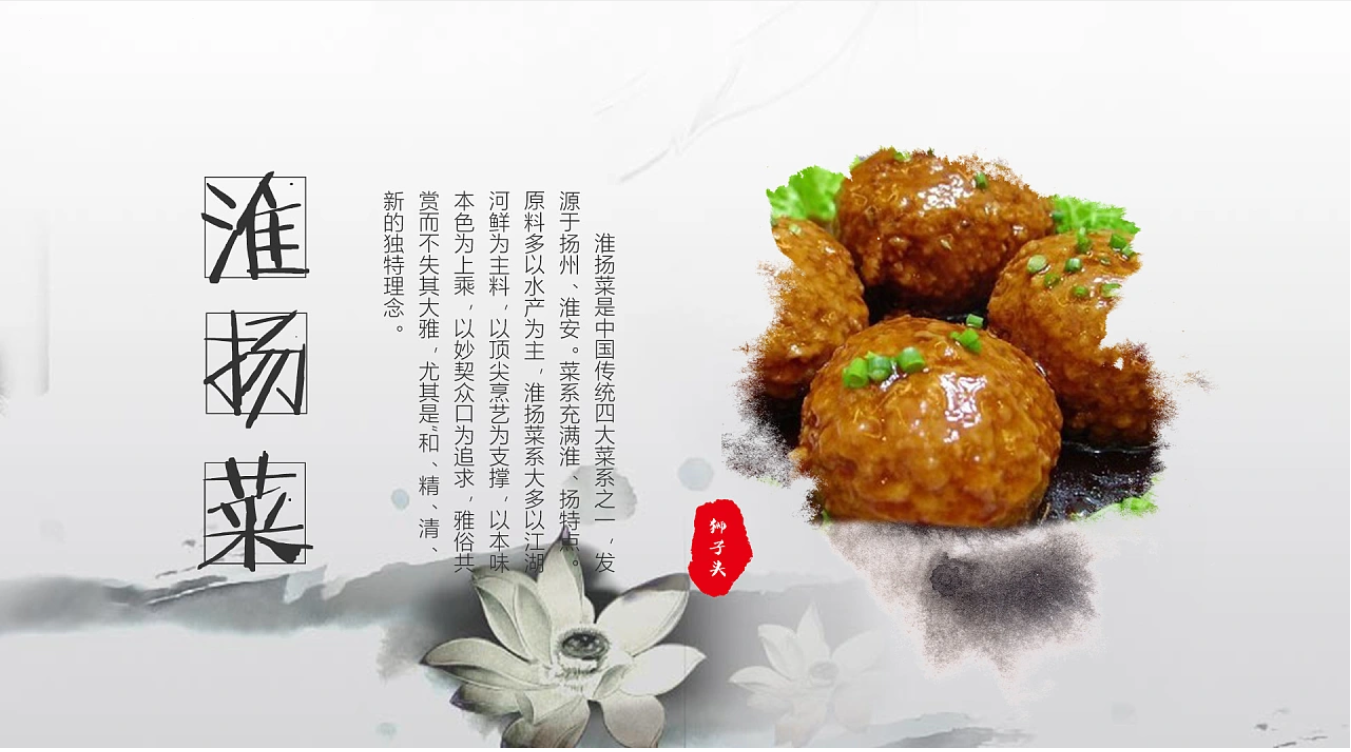 淮扬菜
淮扬菜是中国传统四大菜系之一，发
源于扬州、淮安。菜系充满淮、扬特点。
原料多以水产为主，淮扬菜系大多以江湖
河鲜为主料，以顶尖烹艺为支撑，以本味
本色为上乘，以妙契众口为追求，雅俗共
赏而不失其大雅，尤其是“和、精、清、
新的独特理念。
狮子头